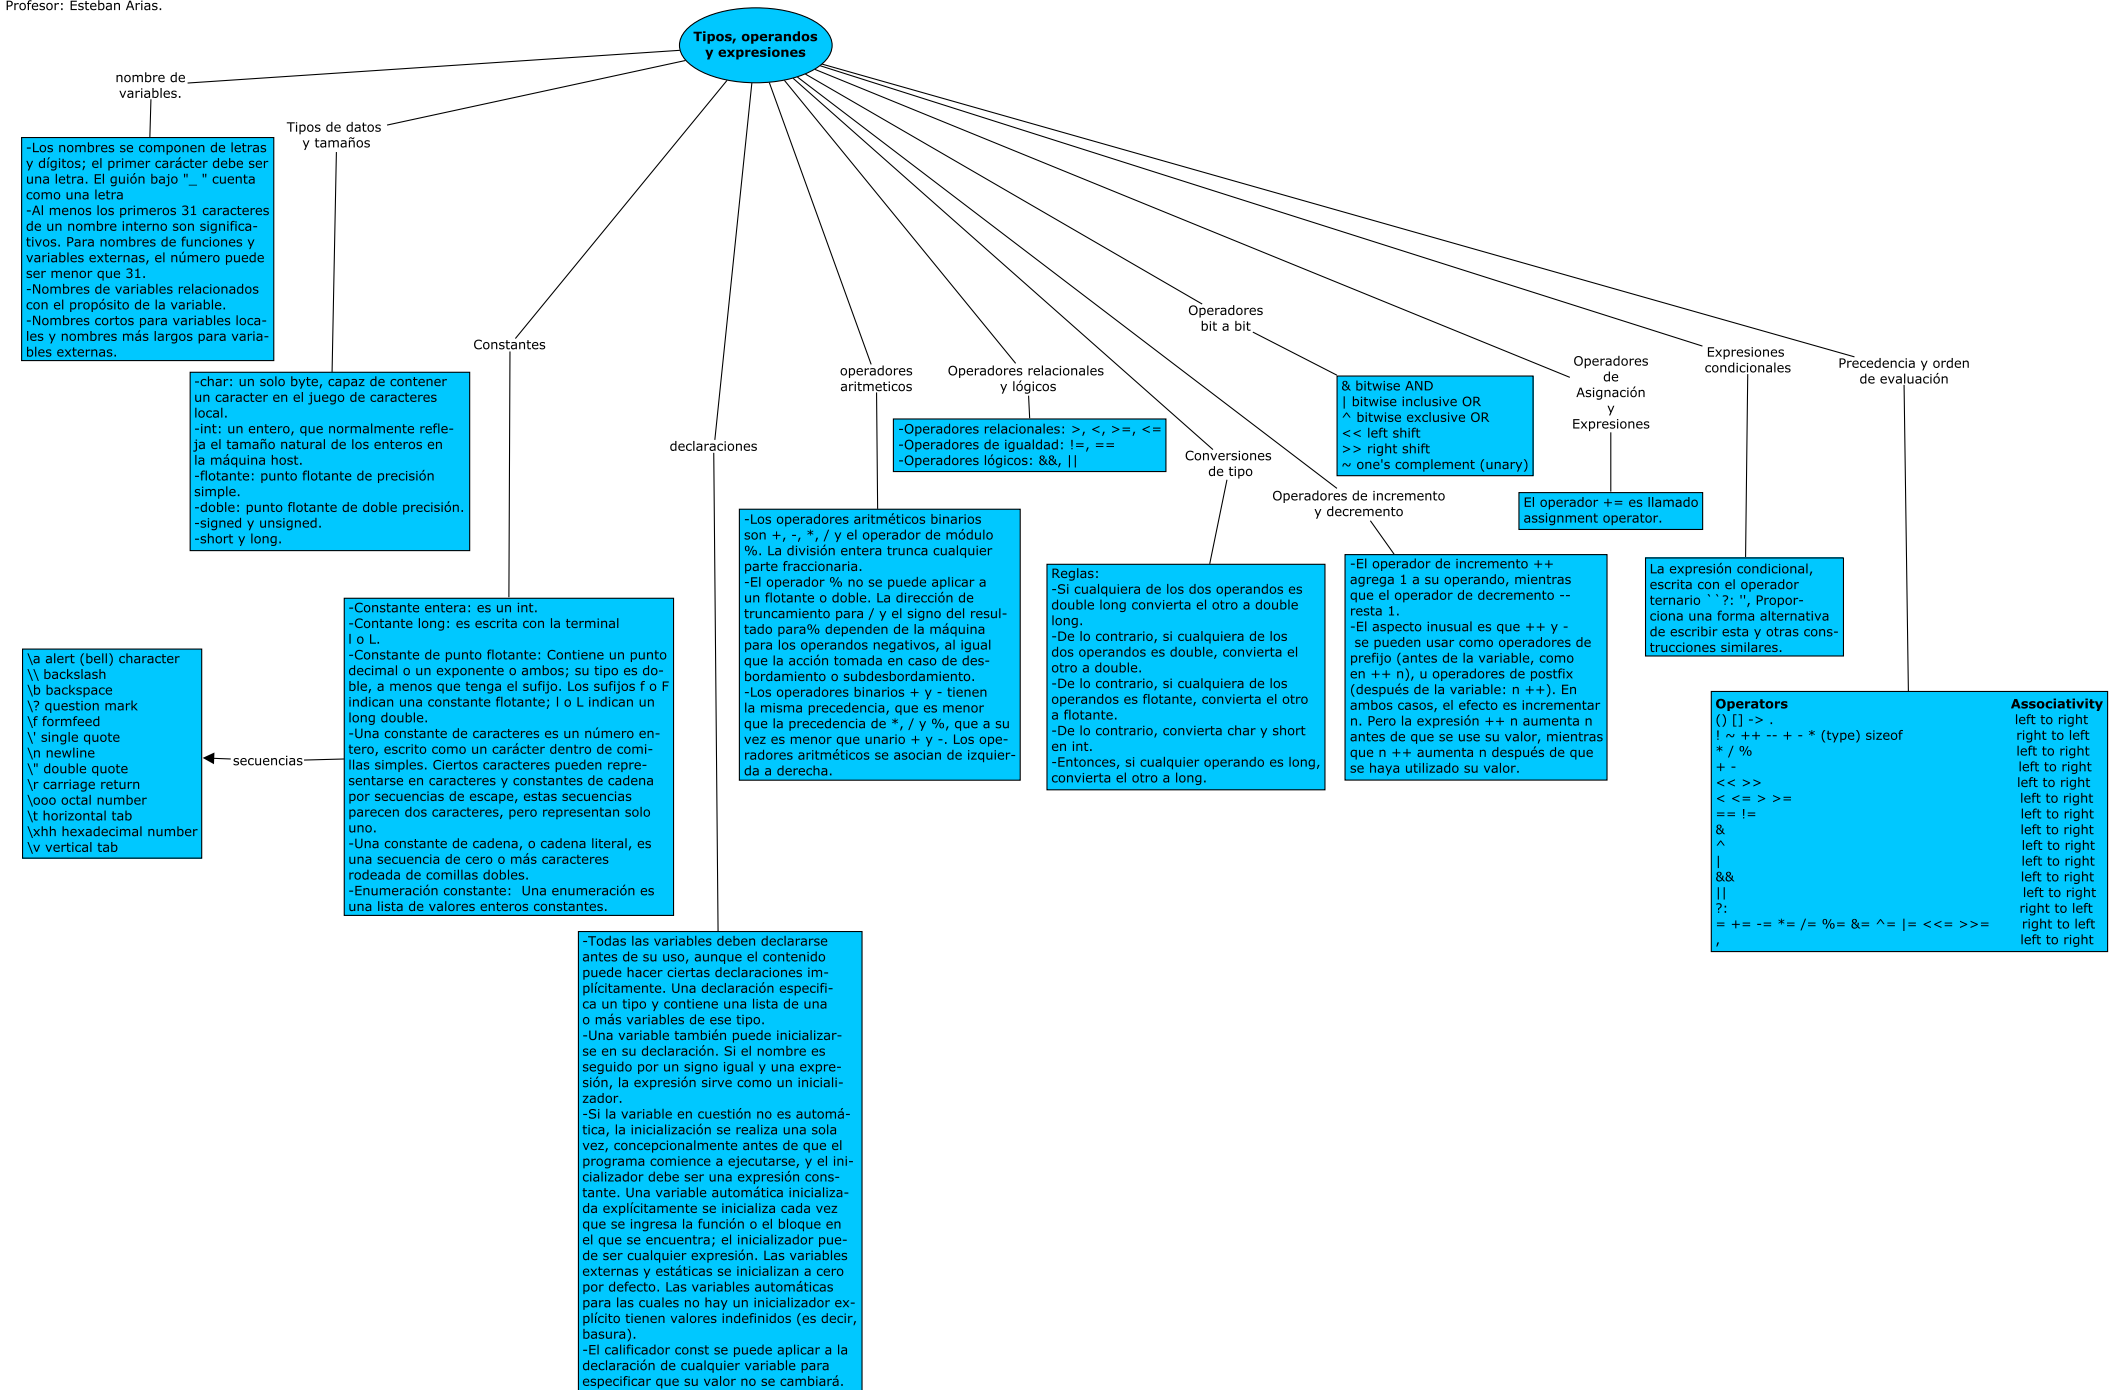 Profesor: Esteban Arias.
Tipos, operandos
y expresiones
nombre de
variables.
-Los nombres se componen de letras
y dígitos; el primer carácter debe ser
una letra. El guión bajo "_ " cuenta
como una letra
-Al menos los primeros 31 caracteres
de un nombre interno son significa-
tivos. Para nombres de funciones y
variables externas, el número puede
ser menor que 31.
-Nombres de variables relacionados
con el propósito de la variable.
-Nombres cortos para variables loca-
les y nombres más largos para varia-
bles externas.
Tipos de datos
y tamaños
-char: un solo byte, capaz de contener
un caracter en el juego de caracteres
local.
-int: un entero, que normalmente refle-
ja el tamaño natural de los enteros en
la máquina host.
-flotante: punto flotante de precisión
simple.
-doble: punto flotante de doble precisión.
-signed y unsigned.
-short y long.
Constantes
-Constante entera: es un int.
-Contante long: es escrita con la terminal
l o L.
-Constante de punto flotante: Contiene un punto
decimal o un exponente o ambos; su tipo es do-
ble, a menos que tenga el sufijo. Los sufijos f o F
indican una constante flotante; l o L indican un
long double.
-Una constante de caracteres es un número en-
tero, escrito como un carácter dentro de comi-
llas simples. Ciertos caracteres pueden repre-
sentarse en caracteres y constantes de cadena
por secuencias de escape, estas secuencias
parecen dos caracteres, pero representan solo
uno.
-Una constante de cadena, o cadena literal, es
una secuencia de cero o más caracteres
rodeada de comillas dobles.
-Enumeración constante:  Una enumeración es
una lista de valores enteros constantes.
secuencias
\a alert (bell) character
\\ backslash
\b backspace
\? question mark
\f formfeed
\' single quote
\n newline
\" double quote
\r carriage return
\ooo octal number
\t horizontal tab
\xhh hexadecimal number
\v vertical tab
declaraciones
-Todas las variables deben declararse
antes de su uso, aunque el contenido
puede hacer ciertas declaraciones im-
plícitamente. Una declaración especifi-
ca un tipo y contiene una lista de una
o más variables de ese tipo.
-Una variable también puede inicializar-
se en su declaración. Si el nombre es
seguido por un signo igual y una expre-
sión, la expresión sirve como un iniciali-
zador.
-Si la variable en cuestión no es automá-
tica, la inicialización se realiza una sola
vez, concepcionalmente antes de que el
programa comience a ejecutarse, y el ini-
cializador debe ser una expresión cons-
tante. Una variable automática inicializa-
da explícitamente se inicializa cada vez
que se ingresa la función o el bloque en
el que se encuentra; el inicializador pue-
de ser cualquier expresión. Las variables
externas y estáticas se inicializan a cero
por defecto. Las variables automáticas
para las cuales no hay un inicializador ex-
plícito tienen valores indefinidos (es decir,
basura).
-El calificador const se puede aplicar a la
declaración de cualquier variable para
especificar que su valor no se cambiará.
operadores
aritmeticos
-Los operadores aritméticos binarios
son +, -, *, / y el operador de módulo
%. La división entera trunca cualquier
parte fraccionaria.
-El operador % no se puede aplicar a
un flotante o doble. La dirección de
truncamiento para / y el signo del resul-
tado para% dependen de la máquina
para los operandos negativos, al igual
que la acción tomada en caso de des-
bordamiento o subdesbordamiento.
-Los operadores binarios + y - tienen
la misma precedencia, que es menor
que la precedencia de *, / y %, que a su
vez es menor que unario + y -. Los ope-
radores aritméticos se asocian de izquier-
da a derecha.
Operadores relacionales
y lógicos
-Operadores relacionales: >, <, >=, <=
-Operadores de igualdad: !=, ==
-Operadores lógicos: &&, ||
Conversiones
de tipo
Reglas:
-Si cualquiera de los dos operandos es
double long convierta el otro a double
long.
-De lo contrario, si cualquiera de los
dos operandos es double, convierta el
otro a double.
-De lo contrario, si cualquiera de los
operandos es flotante, convierta el otro
a flotante.
-De lo contrario, convierta char y short
en int.
-Entonces, si cualquier operando es long,
convierta el otro a long.
Operadores de incremento
y decremento
-El operador de incremento ++
agrega 1 a su operando, mientras
que el operador de decremento --
resta 1.
-El aspecto inusual es que ++ y -
se pueden usar como operadores de
prefijo (antes de la variable, como
en ++ n), u operadores de postfix
(después de la variable: n ++). En
ambos casos, el efecto es incrementar
n. Pero la expresión ++ n aumenta n
antes de que se use su valor, mientras
que n ++ aumenta n después de que
se haya utilizado su valor.
Operadores
bit a bit
& bitwise AND
| bitwise inclusive OR
^ bitwise exclusive OR
<< left shift
>> right shift
~ one's complement (unary)
Operadores
de
Asignación
y
Expresiones
El operador += es llamado
assignment operator.
Expresiones
condicionales
La expresión condicional,
escrita con el operador
ternario ``?: '', Propor-
ciona una forma alternativa
de escribir esta y otras cons-
trucciones similares.
Precedencia y orden
de evaluación
Operators Associativity
() [] -> . left to right
! ~ ++ -- + - * (type) sizeof right to left
* / % left to right
+ - left to right
<< >> left to right
< <= > >= left to right
== != left to right
& left to right
^ left to right
| left to right
&& left to right
|| left to right
?: right to left
= += -= *= /= %= &= ^= |= <<= >>= right to left
, left to right